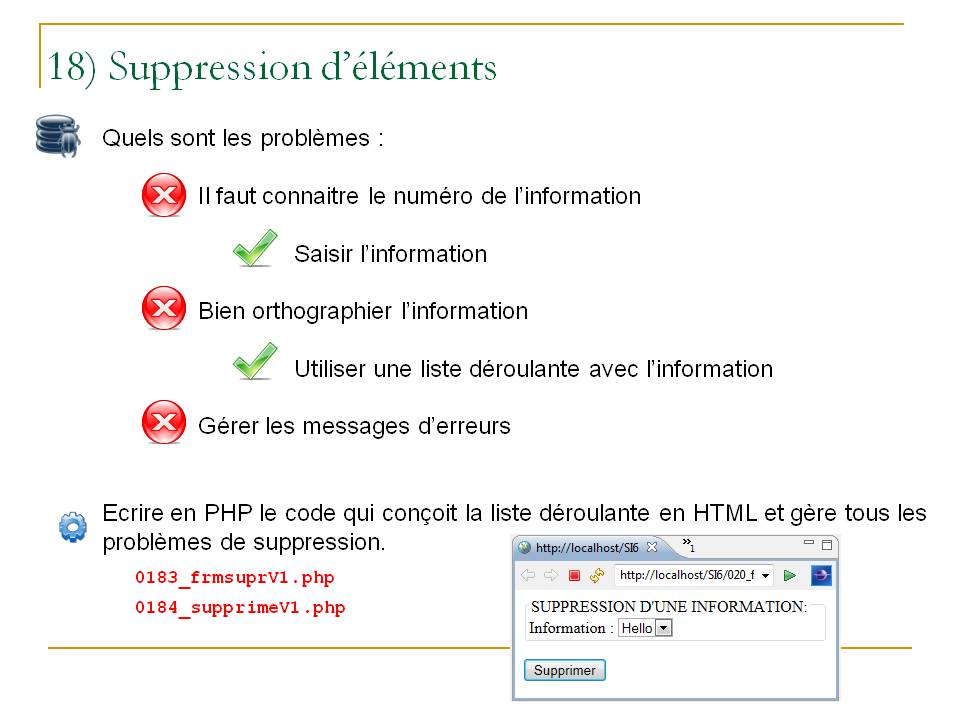 18) Suppression d’éléments
Quels sont les problèmes :
Il faut connaitre le numéro de l’information
Saisir l’information
Bien orthographier l’information
Utiliser une liste déroulante avec l’information
Gérer les messages d’erreurs
Ecrire en PHP le code qui conçoit la liste déroulante en HTML et gère tous les
problèmes de suppression.
0183_frmsuprV1.php
0184_supprimeV1.php
http://localhost/SI6
»1
http://localhost/SI6/020_f
SUPPRESSION D'UNE INFORMATION:
Information : Hello
Supprimer